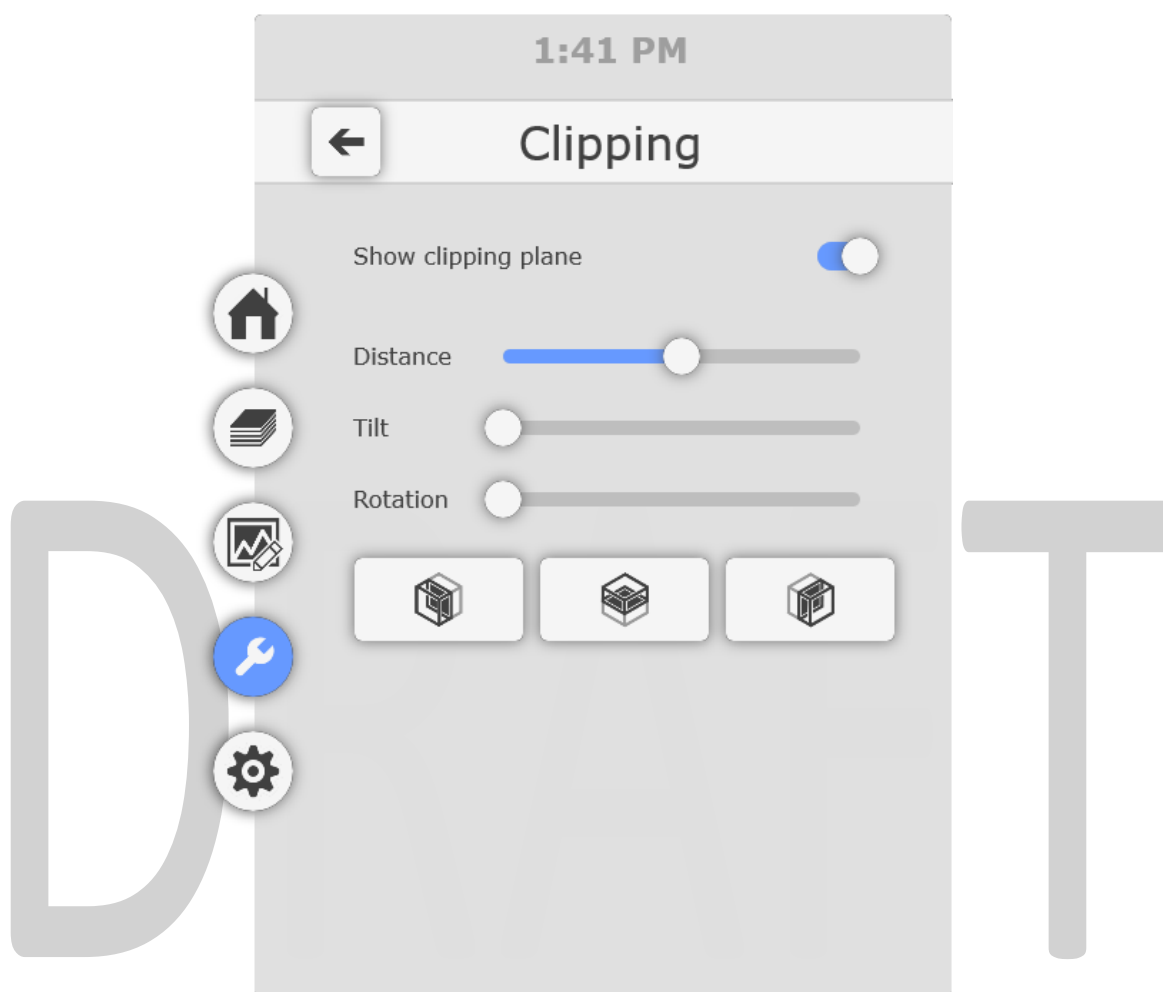 1:41 PM
Clipping
Show clipping plane
Distance
Tilt
Rotation
DRAFT